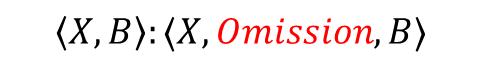 ⟨X, B⟩: ⟨X, Omission, B⟩